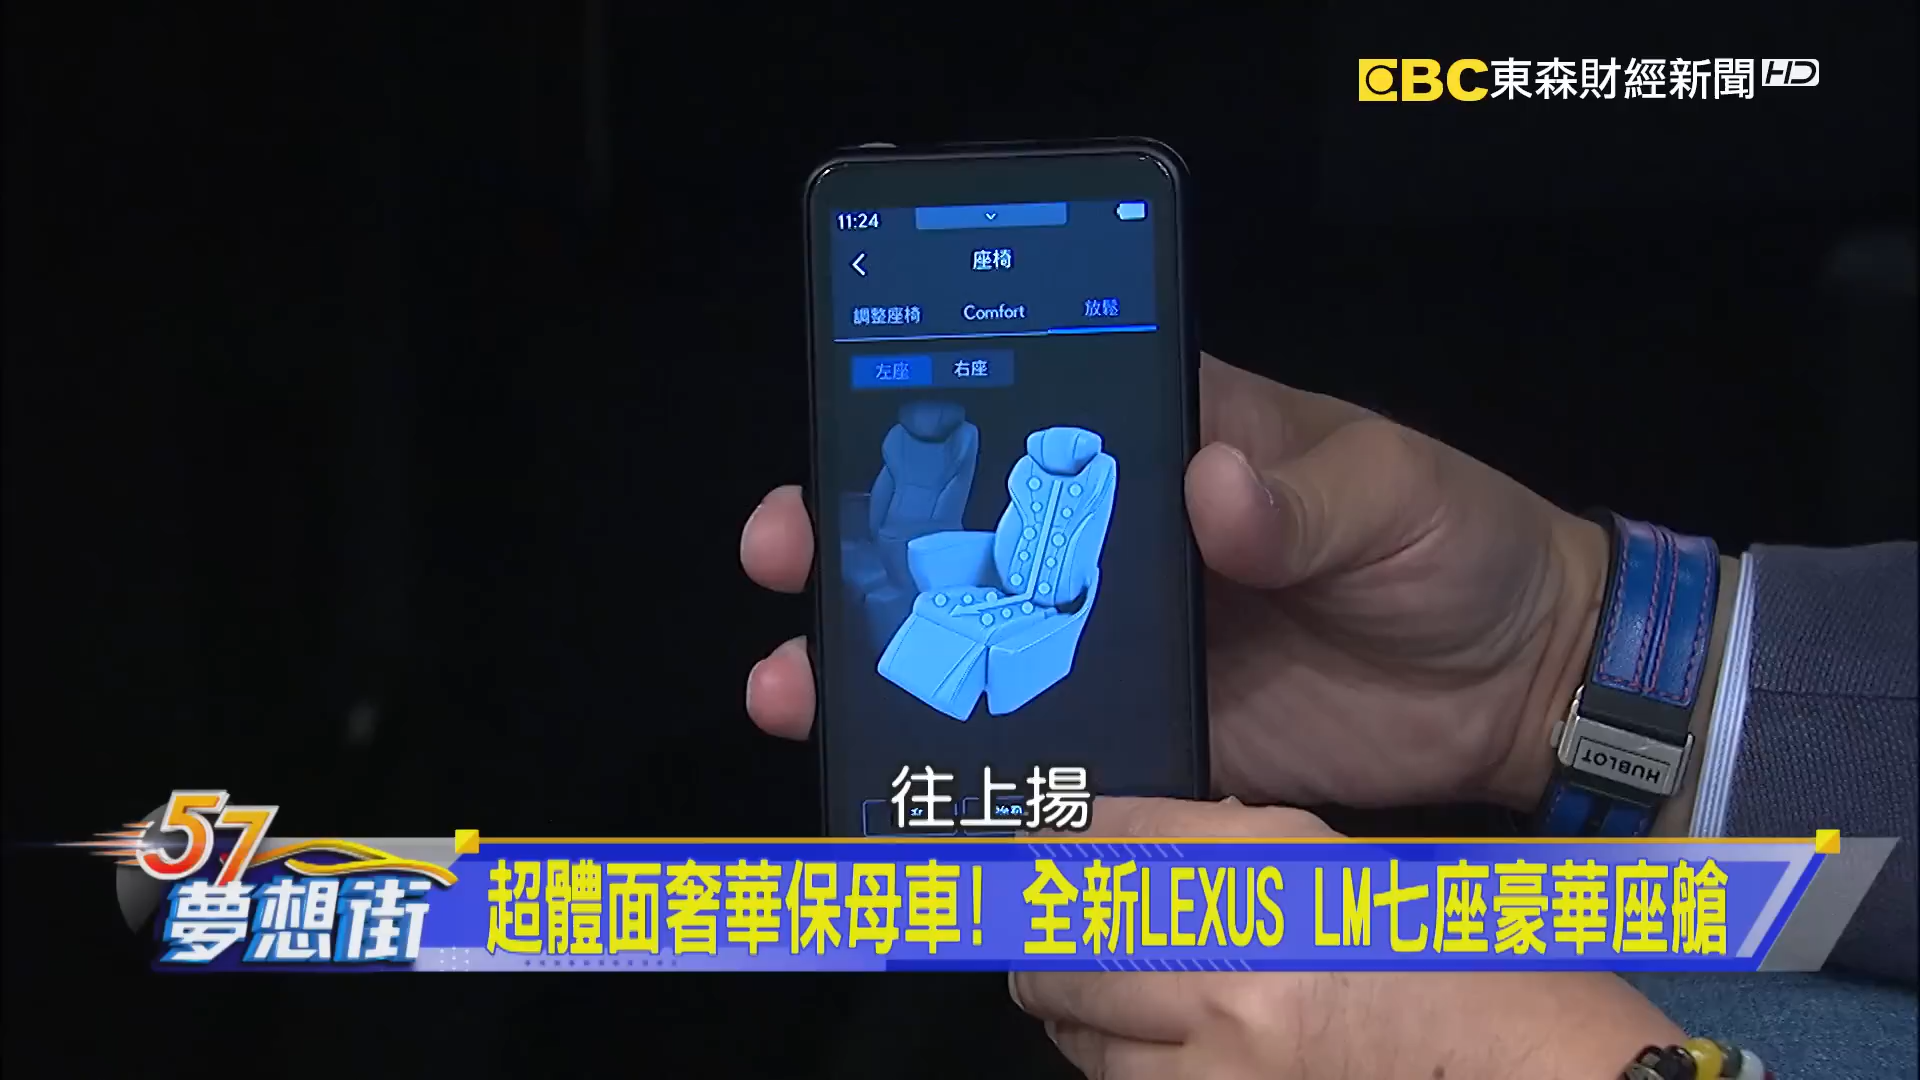 EBC東森財經新聞HD
11:24
座椅
調整座椅 Comfort 放鬆
左座 右座
HUBLOT
往上揚
57夢想街
超體面奢華保母車! 全新LEXUS LM七座豪華座艙